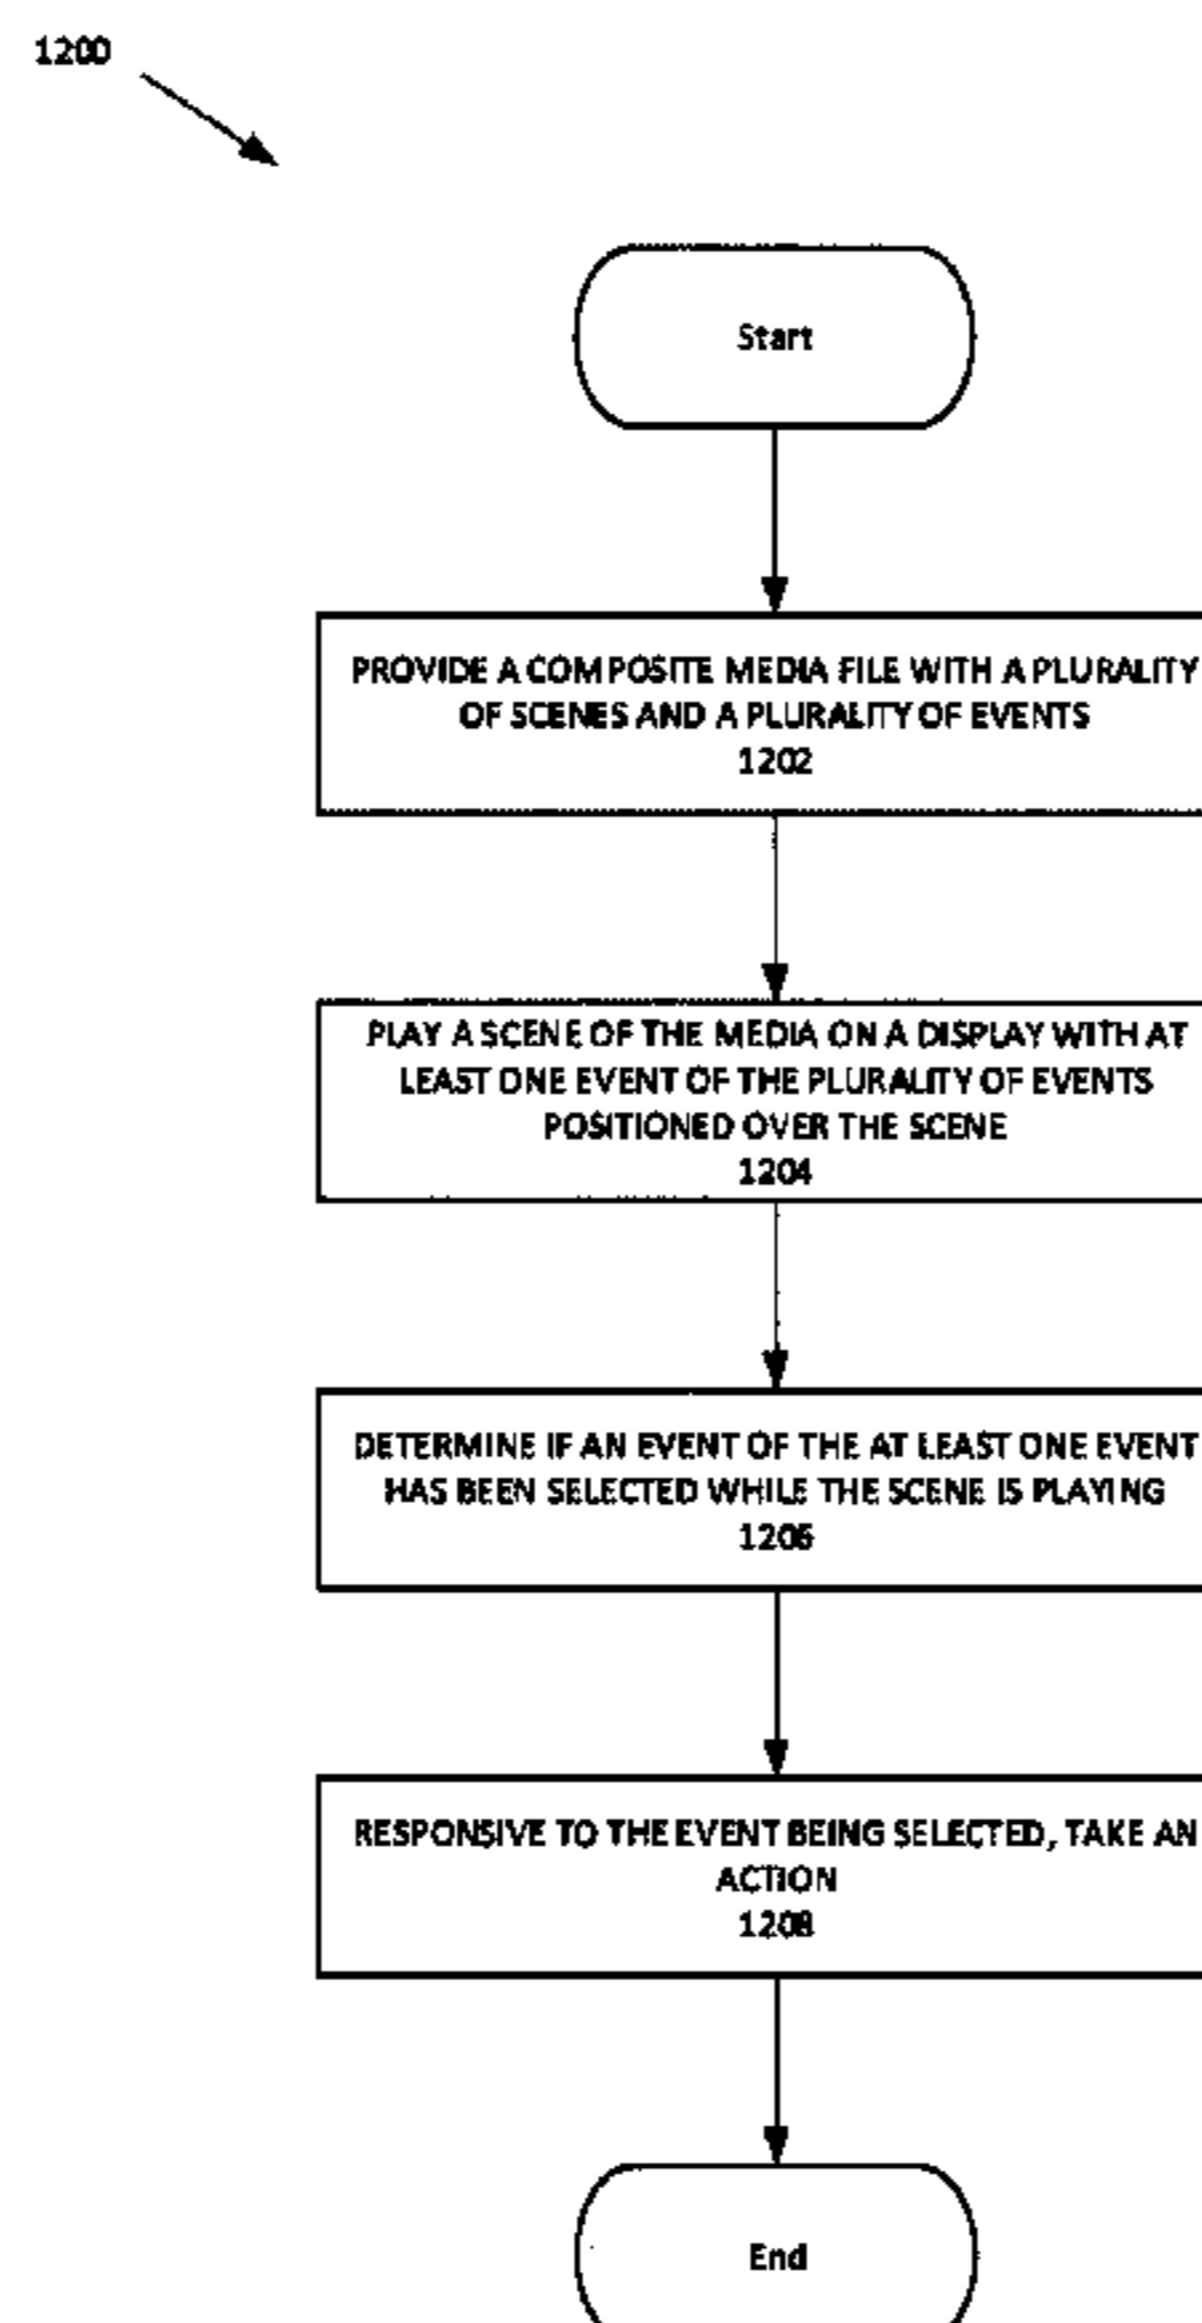 1200
Start
PROVIDE A COMPOSITE MEDIA FILE WITH A PLURALITY
OF SCENES AND A PLURALITY OF EVENTS
1202
PLAY A SCENE OF THE MEDIA ON A DISPLAY WITH AT
LEAST ONE EVENT OF THE PLURALITY OF EVENTS
POSITIONED OVER THE SCENE
1204
DETERMINE IF AN EVENT OF THE AT LEAST ONE EVENT
HAS BEEN SELECTED WHILE THE SCENE IS PLAYING
1206
RESPONSIVE TO THE EVENT BEING SELECTED, TAKE AN
ACTION
1208
End